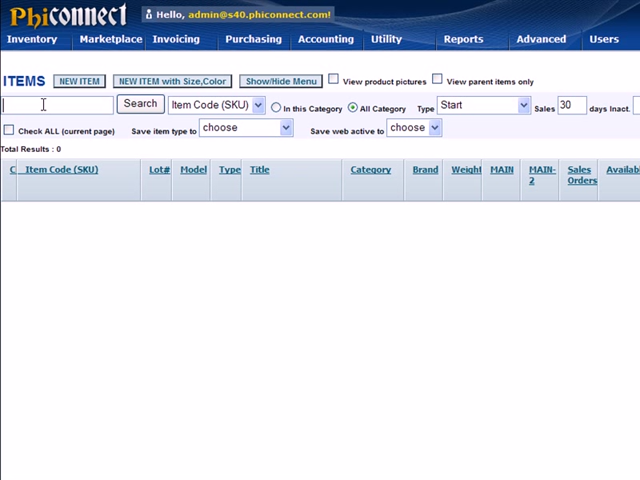 Phiconnect Hello, admin@s40.phiconnect.com!
Inventory Marketplace Invoicing Purchasing Accounting Utility Reports Advanced Users
ITEMS NEW ITEM NEW ITEM with Size,Color Show/Hide Menu View product pictures View parent items only
Search Item Code (SKU) In this Category All Category Type Start Sales 30 days Inact.
Check ALL (current page) Save item type to choose Save web active to choose
Total Results : 0
C Item Code (SKU) Lot# Model Type Title Category Brand Weight MAIN MAIN-2 Sales Orders Availabl